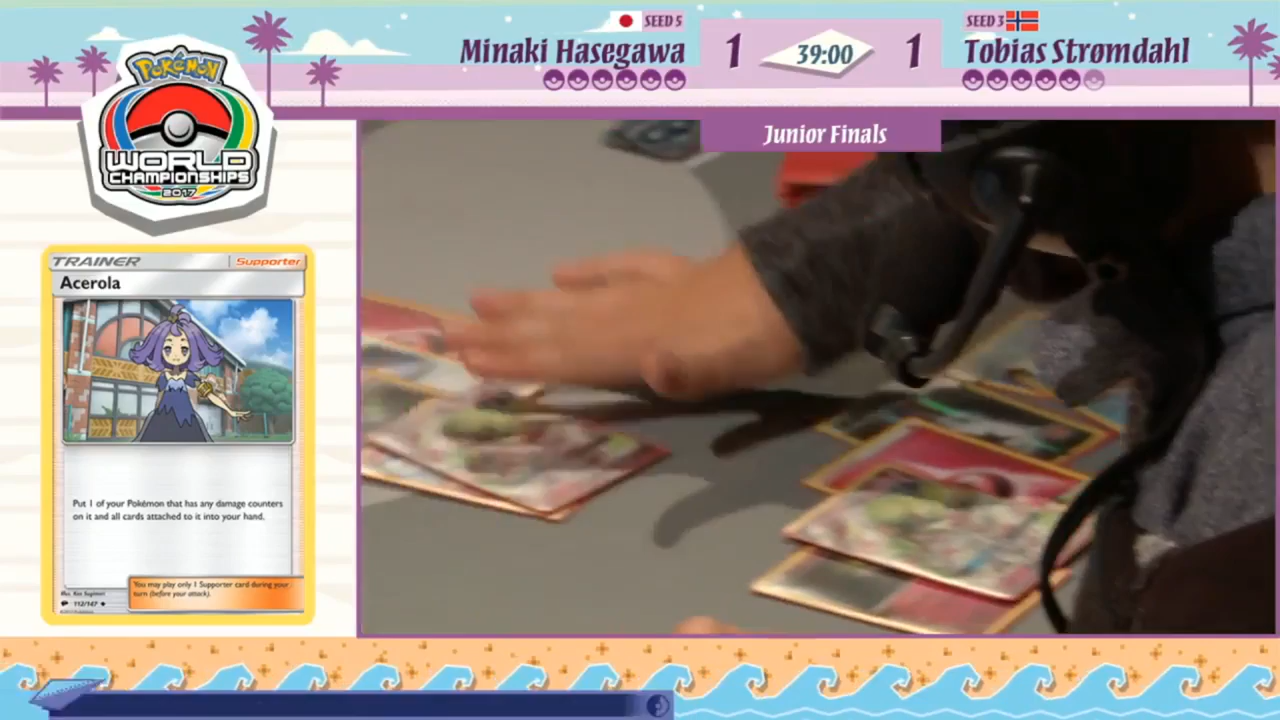 SEED 5
SEED 3
Minaki Hasegawa
1
39:00
1
Tobias Strømdahl
Junior Finals
POKéMON
WORLD
CHAMPIONSHIPS
2017
TRAINER
Supporter
Acerola
Put 1 of your Pokémon that has any damage counters
on it and all cards attached to it into your hand.
You may play only 1 Supporter card during your
turn (before your attack).
Illus. Ken Sugimori
112/147